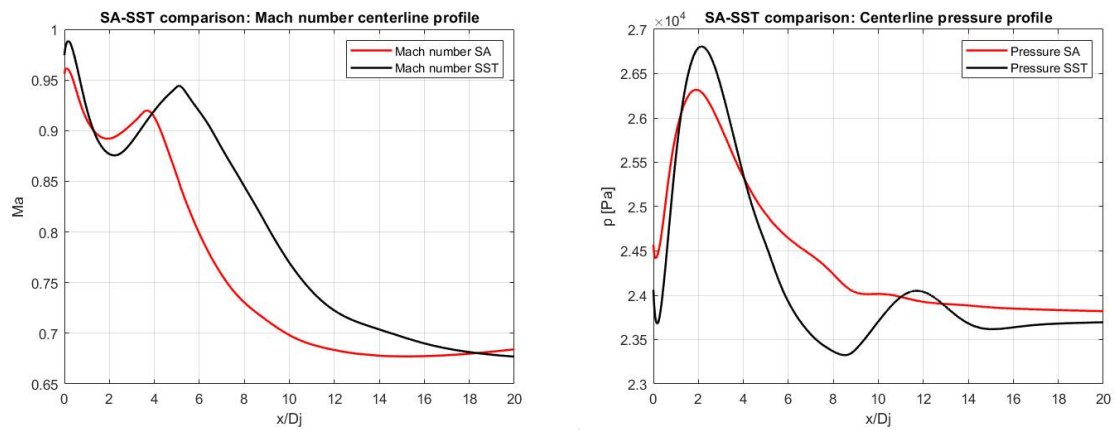 SA-SST comparison: Mach number centerline profile
Mach number SA
Mach number SST
1
0.95
0.9
0.85
0.8
0.75
0.7
0.65
Ma
0 2 4 6 8 10 12 14 16 18 20
x/Dj
SA-SST comparison: Centerline pressure profile
×10⁴
Pressure SA
Pressure SST
2.7
2.65
2.6
2.55
2.5
2.45
2.4
2.35
2.3
p [Pa]
0 2 4 6 8 10 12 14 16 18 20
x/Dj